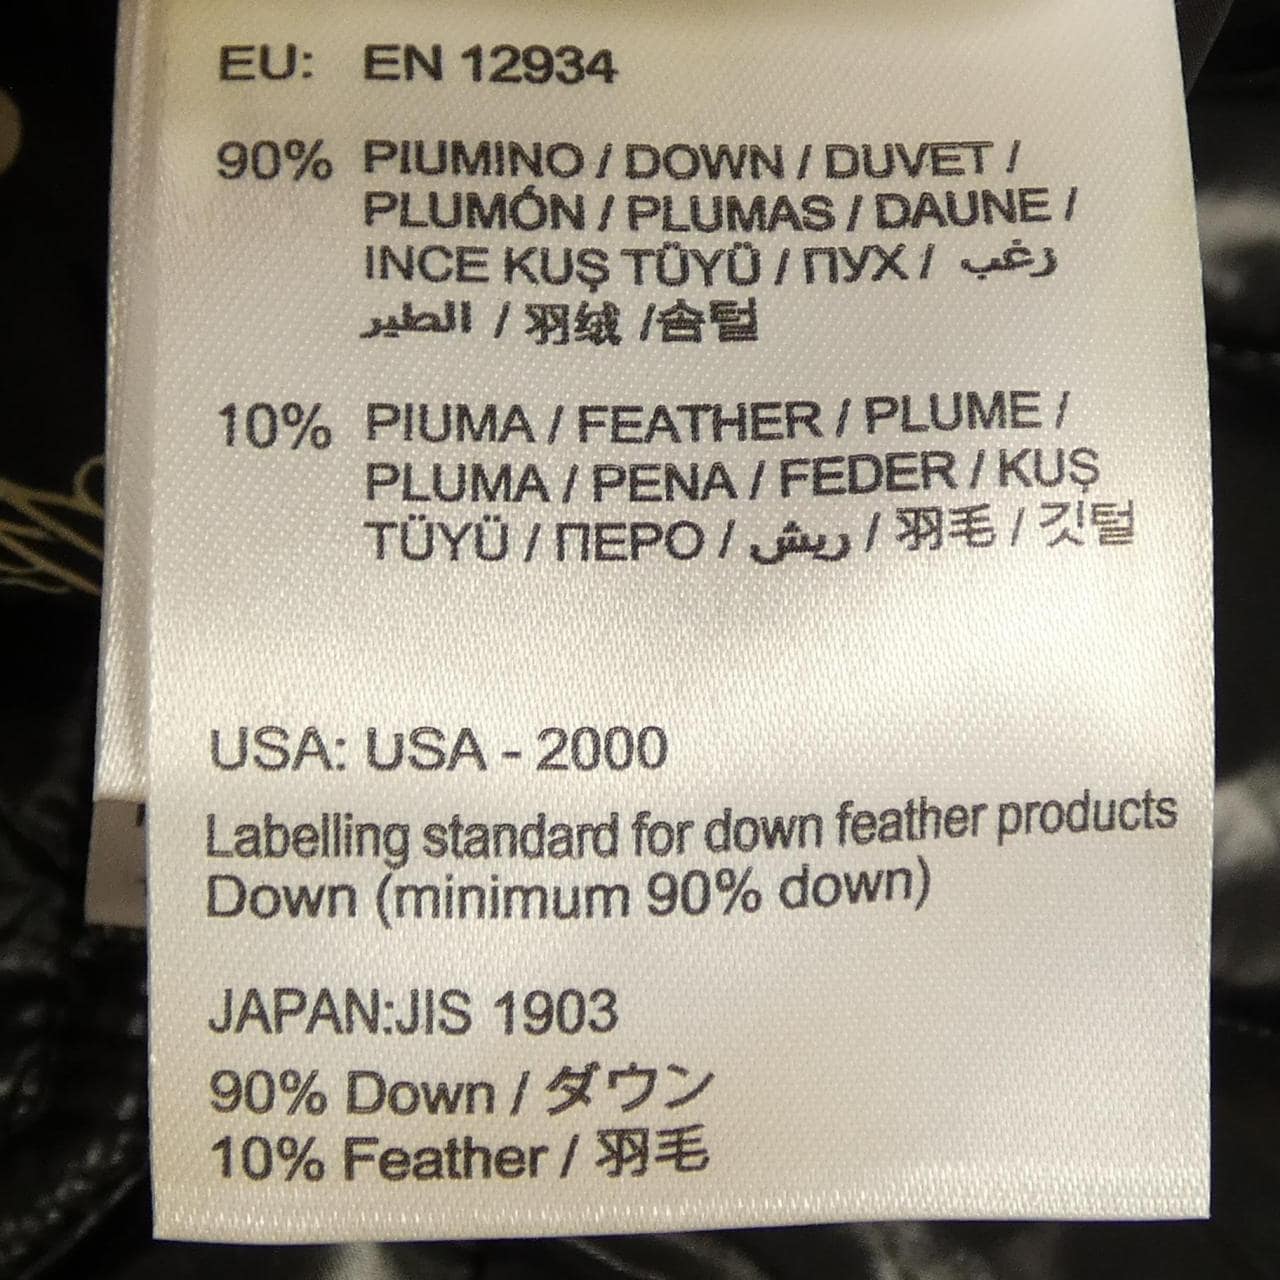 EU: EN 12934
90% PIUMINO / DOWN / DUVET /
PLUMÓN / PLUMAS / DAUNE /
INCE KUŞ TÜYÜ / ПУХ / زغب
الطير / 羽绒 /솜털
10% PIUMA / FEATHER / PLUME /
PLUMA / PENA / FEDER / KUŞ
TÜYÜ / ПЕРО / ريش / 羽毛 / 깃털
USA: USA - 2000
Labelling standard for down feather products
Down (minimum 90% down)
JAPAN:JIS 1903
90% Down / ダウン
10% Feather / 羽毛